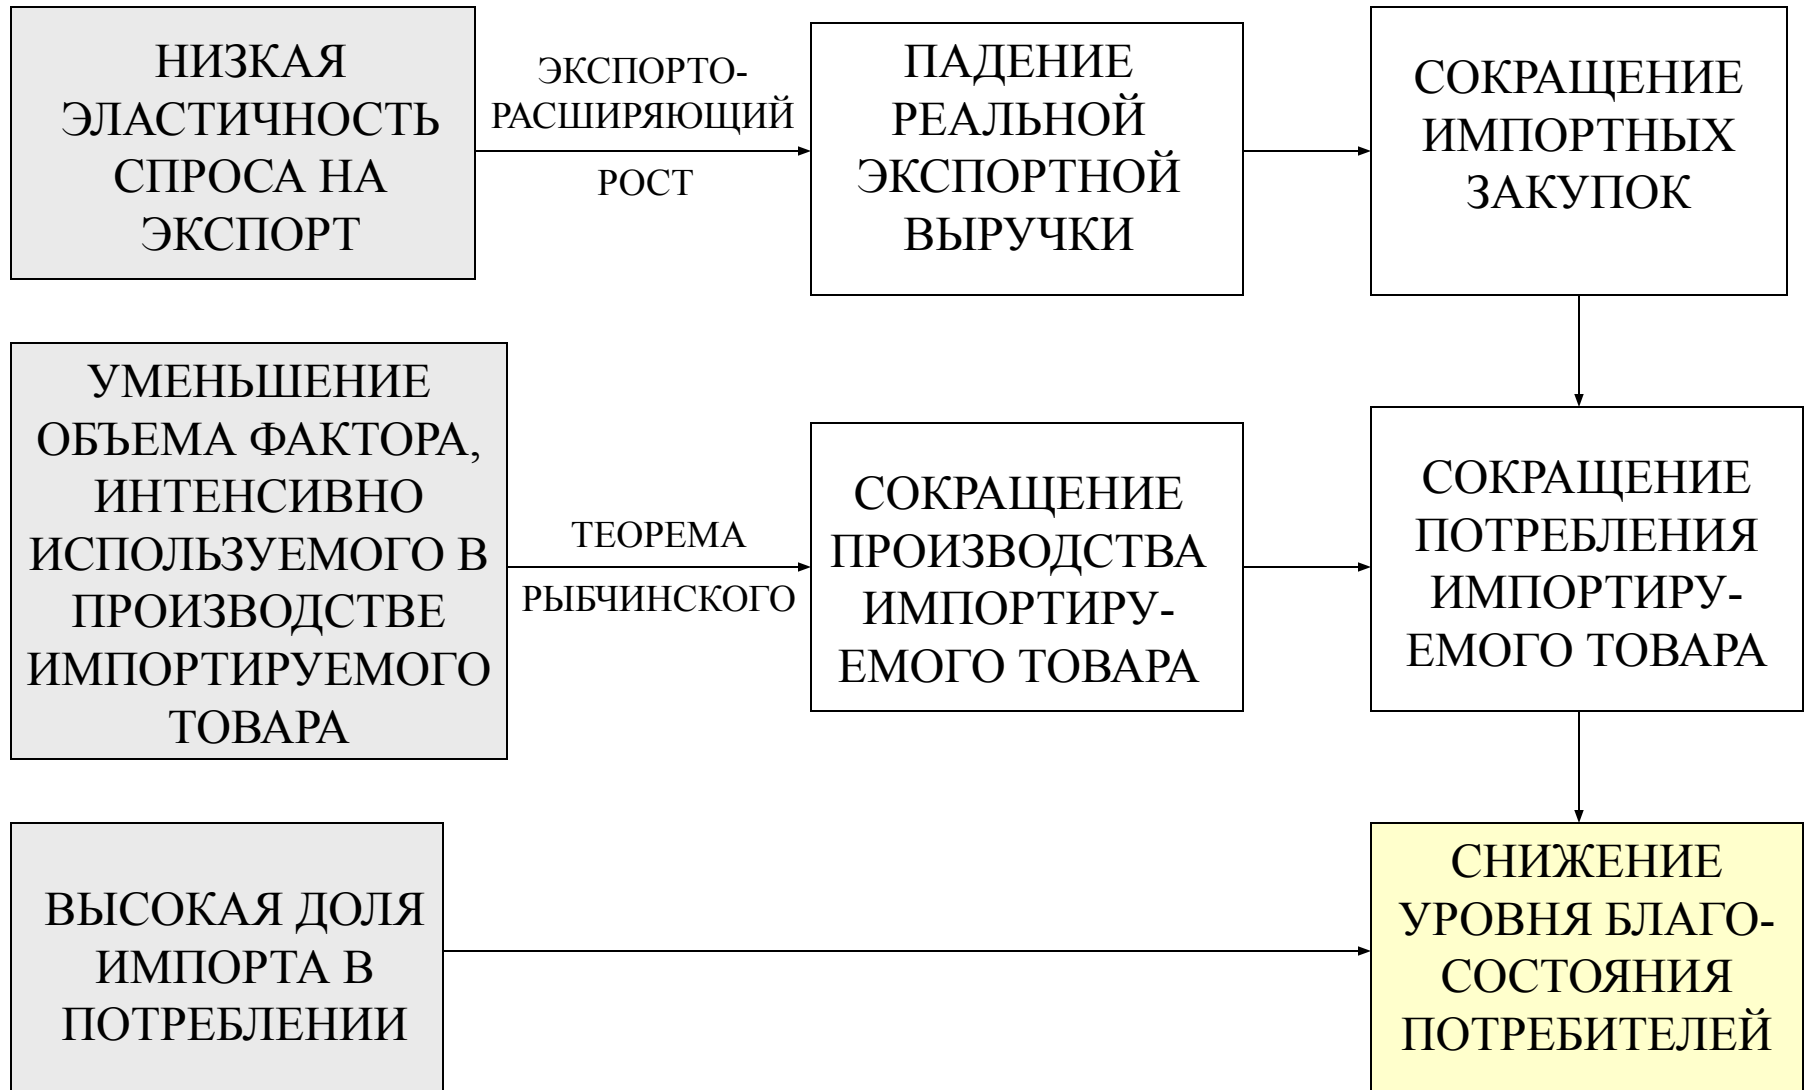 НИЗКАЯ
ЭЛАСТИЧНОСТЬ
СПРОСА НА
ЭКСПОРТ
ЭКСПОРТО-
РАСШИРЯЮЩИЙ
РОСТ
ПАДЕНИЕ
РЕАЛЬНОЙ
ЭКСПОРТНОЙ
ВЫРУЧКИ
СОКРАЩЕНИЕ
ИМПОРТНЫХ
ЗАКУПОК
УМЕНЬШЕНИЕ
ОБЪЕМА ФАКТОРА,
ИНТЕНСИВНО
ИСПОЛЬЗУЕМОГО В
ПРОИЗВОДСТВЕ
ИМПОРТИРУЕМОГО
ТОВАРА
ТЕОРЕМА
РЫБЧИНСКОГО
СОКРАЩЕНИЕ
ПРОИЗВОДСТВА
ИМПОРТИРУ-
ЕМОГО ТОВАРА
СОКРАЩЕНИЕ
ПОТРЕБЛЕНИЯ
ИМПОРТИРУ-
ЕМОГО ТОВАРА
ВЫСОКАЯ ДОЛЯ
ИМПОРТА В
ПОТРЕБЛЕНИИ
СНИЖЕНИЕ
УРОВНЯ БЛАГО-
СОСТОЯНИЯ
ПОТРЕБИТЕЛЕЙ